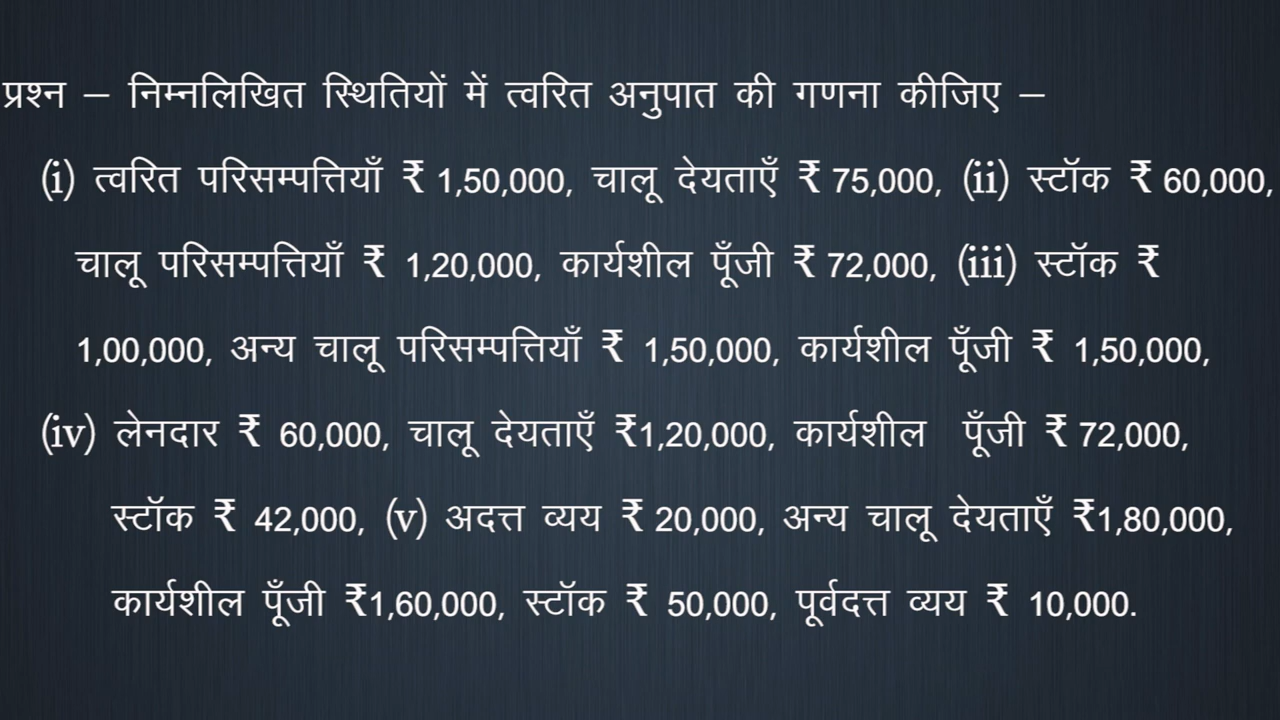 प्रश्न – निम्नलिखित स्थितियों में त्वरित अनुपात की गणना कीजिए –
(i) त्वरित परिसम्पत्तियाँ ₹ 1,50,000, चालू देयताएँ ₹ 75,000, (ii) स्टॉक ₹ 60,000,
चालू परिसम्पत्तियाँ ₹ 1,20,000, कार्यशील पूँजी ₹ 72,000, (iii) स्टॉक ₹
1,00,000, अन्य चालू परिसम्पत्तियाँ ₹ 1,50,000, कार्यशील पूँजी ₹ 1,50,000,
(iv) लेनदार ₹ 60,000, चालू देयताएँ ₹1,20,000, कार्यशील पूँजी ₹ 72,000,
स्टॉक ₹ 42,000, (v) अदत्त व्यय ₹ 20,000, अन्य चालू देयताएँ ₹1,80,000,
कार्यशील पूँजी ₹1,60,000, स्टॉक ₹ 50,000, पूर्वदत्त व्यय ₹ 10,000.